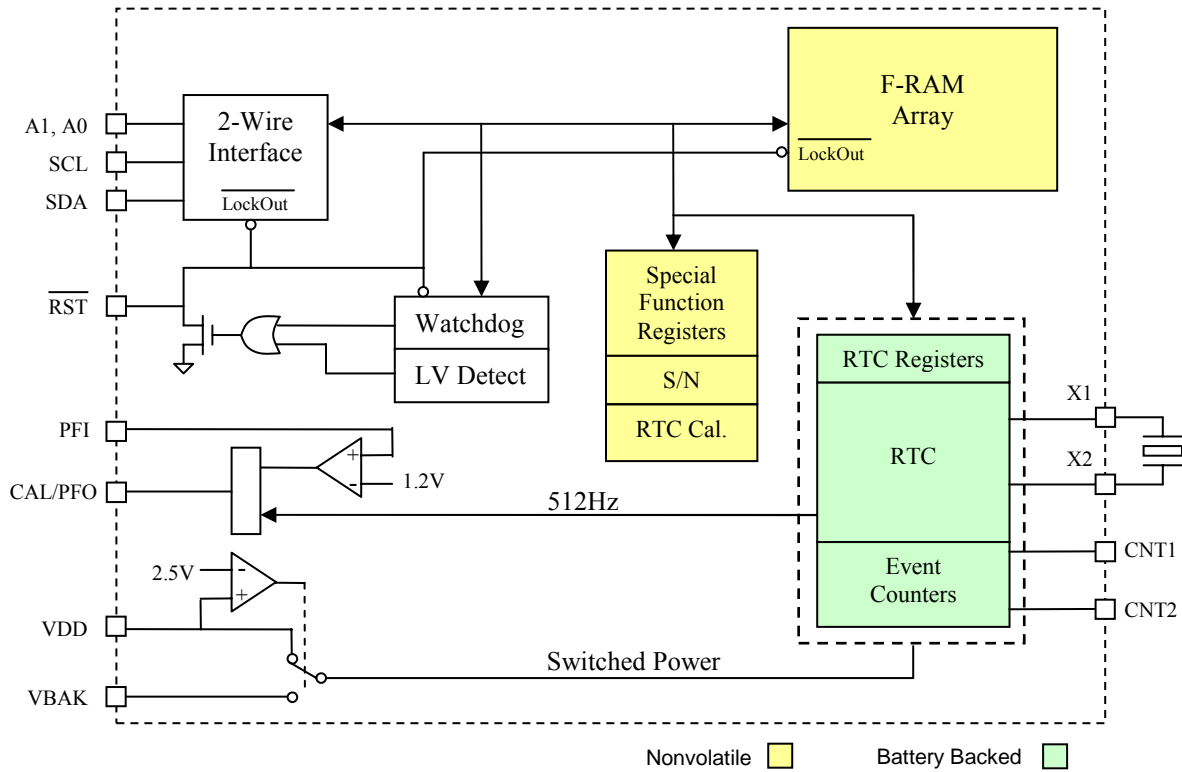 A1, A0
SCL
SDA
2-Wire
Interface
LockOut
F-RAM
Array
LockOut
RST
Watchdog
LV Detect
Special
Function
Registers
S/N
RTC Cal.
RTC Registers
RTC
Event
Counters
X1
X2
CNT1
CNT2
PFI
+
-
1.2V
CAL/PFO
512Hz
2.5V
-
+
VDD
VBAK
Switched Power
Nonvolatile
Battery Backed